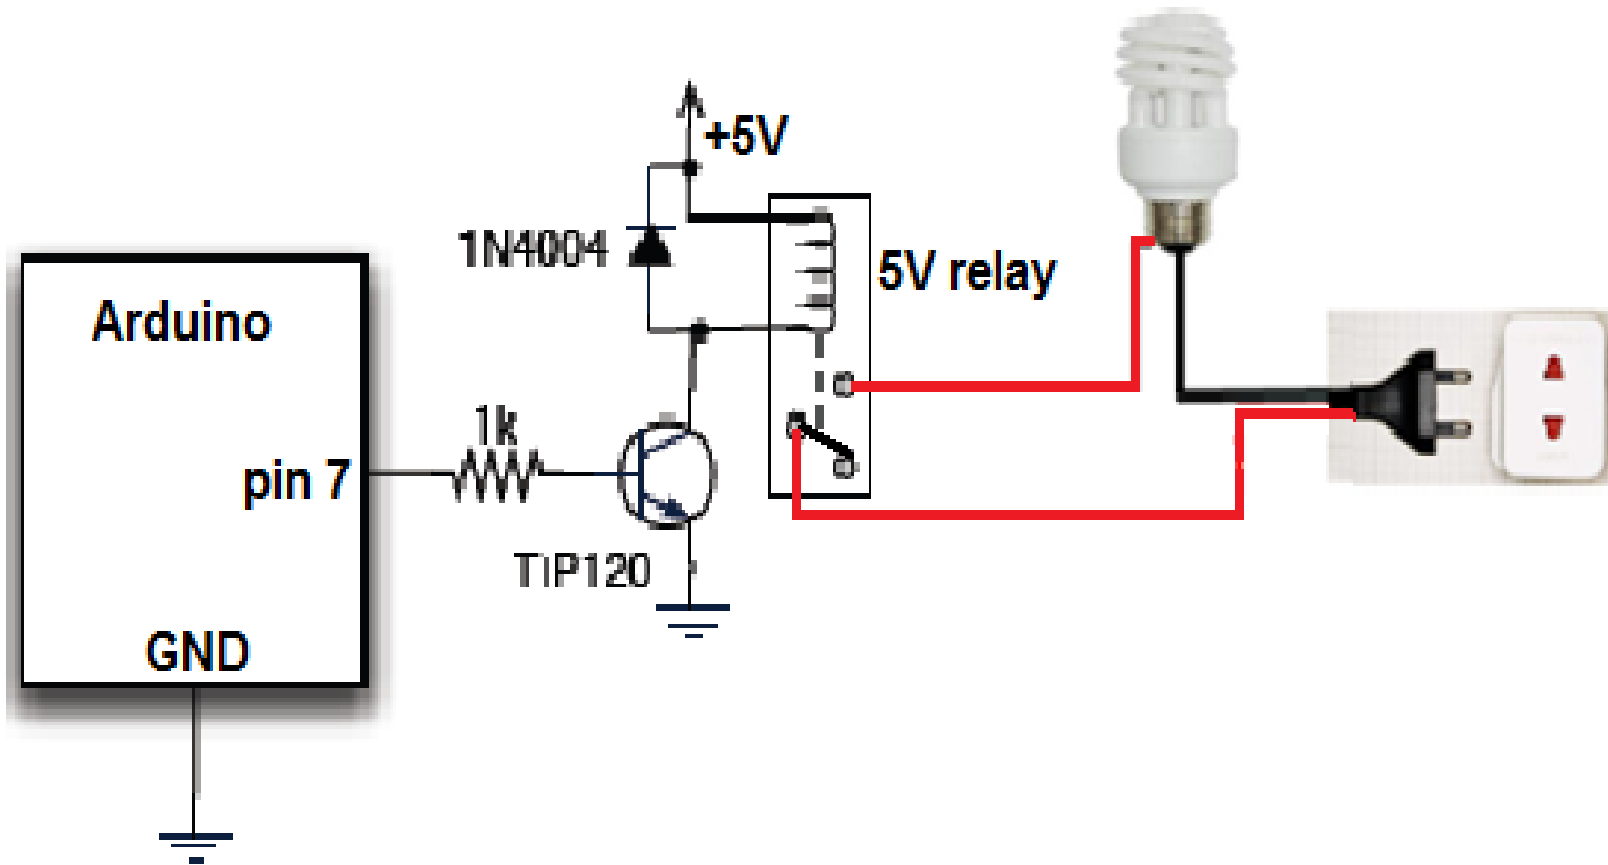 +5V
1N4004
5V relay
Arduino
1k
pin 7
TIP120
GND